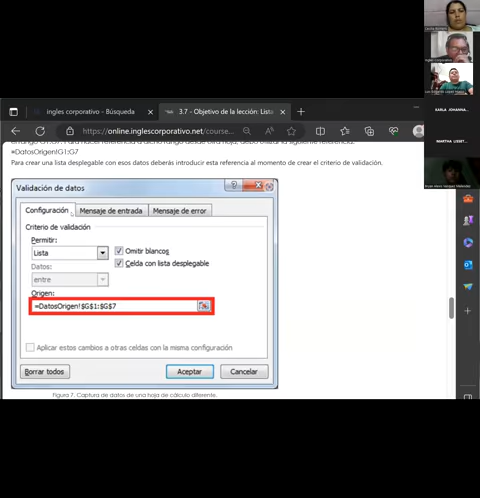 ingles corporativo - Búsqueda
3.7 - Objetivo de la lección: Lista
https://online.inglescorporativo.net/course...
=DatosOrigen!G1:G7
Para crear una lista desplegable con esos datos deberás introducir esta referencia al momento de crear el criterio de validación.
Validación de datos
Configuración
Mensaje de entrada
Mensaje de error
Criterio de validación
Permitir:
Lista
Omitir blancos
Datos:
Celda con lista desplegable
entre
Origen:
=DatosOrigen!$G$1:$G$7
Aplicar estos cambios a otras celdas con la misma configuración
Borrar todos
Aceptar
Cancelar
Figura 7. Captura de datos de una hoja de cálculo diferente.
Ingles Corporativo
KARLA JOHANNA...
MARTHA LISSET...